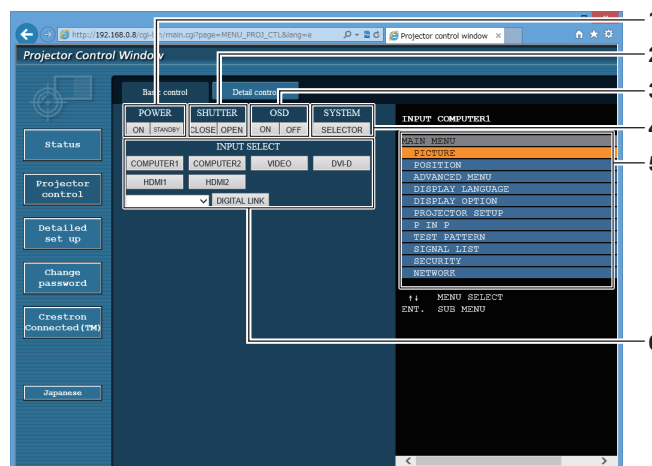 http://192.168.0.8/cgi-bin/main.cgi?page=MENU_PROJ_CTL&lang=e
Projector control window
1
Projector Control Window
2
Basic control
Detail control
3
POWER
SHUTTER
OSD
SYSTEM
ON
STANDBY
CLOSE
OPEN
ON
OFF
SELECTOR
4
INPUT SELECT
COMPUTER1
COMPUTER2
VIDEO
DVI-D
HDMI1
HDMI2
DIGITAL LINK
Status
Projector
control
Detailed
set up
Change
password
Crestron
Connected(TM)
Japanese
INPUT COMPUTER1
MAIN MENU
PICTURE
5
POSITION
ADVANCED MENU
DISPLAY LANGUAGE
DISPLAY OPTION
PROJECTOR SETUP
P IN P
TEST PATTERN
SIGNAL LIST
SECURITY
NETWORK
↑↓ MENU SELECT
ENT. SUB MENU
6